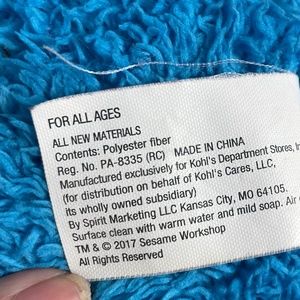 FOR ALL AGES
ALL NEW MATERIALS
Contents: Polyester fiber
Reg. No. PA-8335 (RC) MADE IN CHINA
Manufactured exclusively for Kohl's Department Stores,
(for distribution on behalf of Kohl's Cares, LLC,
its wholly owned subsidiary)
By Spirit Marketing LLC Kansas City, MO 64105.
Surface clean with warm water and mild soap. Air
TM & © 2017 Sesame Workshop
All Rights Reserved